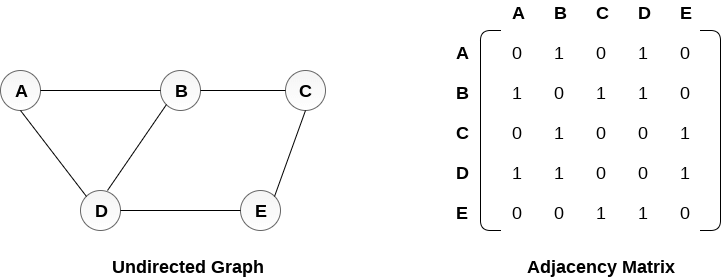 A B C D E
A 0 1 0 1 0
A B C
B 1 0 1 1 0
C 0 1 0 0 1
D 1 1 0 0 1
D E
E 0 0 1 1 0
Undirected Graph
Adjacency Matrix